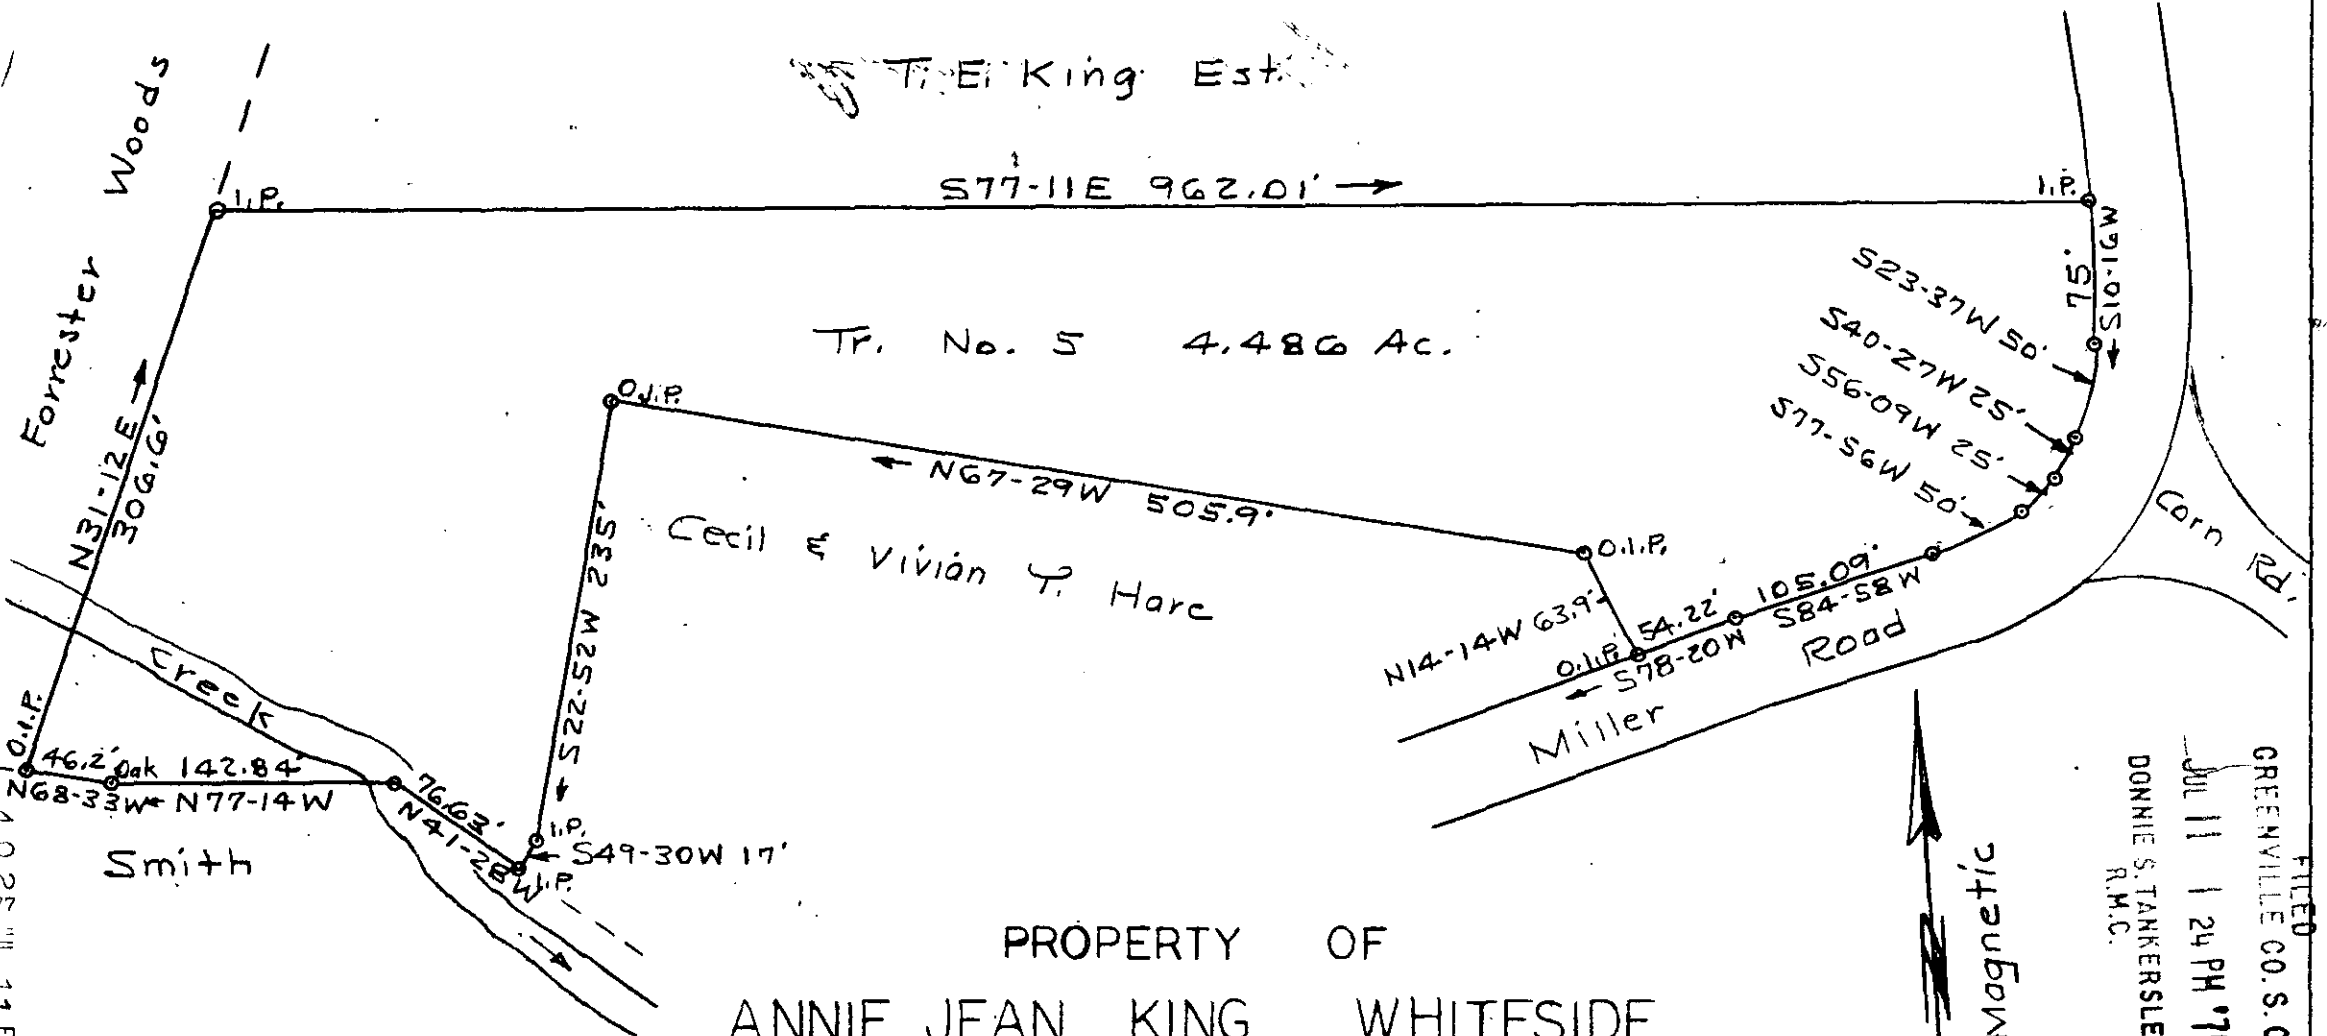 T. E. King Est.
Forrester Woods
S77-11E 962.01'
I.P.
I.P.
75'
S10-16W
S23-37W 50'
S40-27W 25'
S56-09W 25'
S77-56W 50'
Tr. No. 5 4.486 Ac.
N31-12E
306.6'
O.I.P.
N67-29W 505.9'
Cecil & Vivian T. Hare
S22-52W 235'
O.I.P.
N14-14W 63.9'
O.I.P.
54.22'
S78-20W
105.09'
S84-58W
Miller Road
Corn Rd.
Creek
O.I.P.
46.2' Oak 142.84'
N68-33W N77-14W
76.63'
N41-28W
I.P.
S49-30W 17'
I.P.
Smith
PROPERTY OF
ANNIE JEAN KING WHITESIDE
Magnetic
FILED
GREENVILLE CO. S. C
JUL 11 1 24 PM '7
DONNIE S. TANKERSLE
R.M.C.